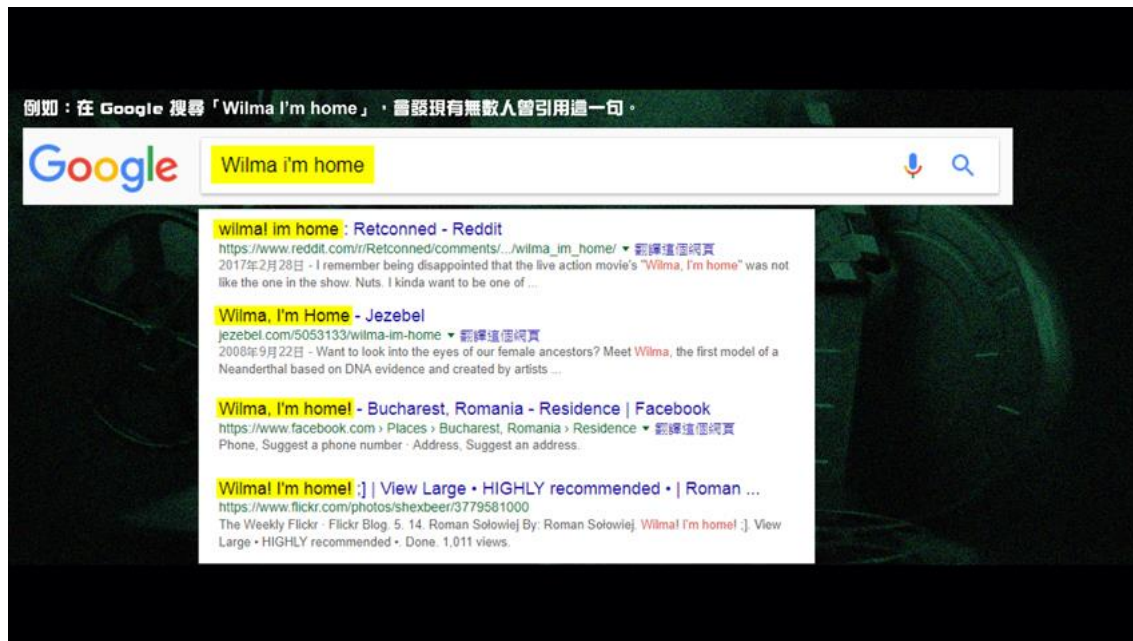 例如：在 Google 搜尋「Wilma I'm home」，會發現有無數人曾引用這一句。
Google Wilma i'm home
wilma! im home : Retconned - Reddit
https://www.reddit.com/r/Retconned/comments/.../wilma_im_home/ ▾ 翻譯這個網頁
2017年2月28日 - I remember being disappointed that the live action movie's "Wilma, I'm home" was not
like the one in the show. Nuts. I kinda want to be one of ...
Wilma, I'm Home - Jezebel
jezebel.com/5053133/wilma-im-home ▾ 翻譯這個網頁
2008年9月22日 - Want to look into the eyes of our female ancestors? Meet Wilma, the first model of a
Neanderthal based on DNA evidence and created by artists ...
Wilma, I'm home! - Bucharest, Romania - Residence | Facebook
https://www.facebook.com › Places › Bucharest, Romania › Residence ▾ 翻譯這個網頁
Phone, Suggest a phone number · Address, Suggest an address.
Wilma! I'm home! ;] | View Large • HIGHLY recommended • | Roman ...
https://www.flickr.com/photos/shexbeer/3779581000
The Weekly Flickr · Flickr Blog. 5. 14. Roman Sołowiej By: Roman Sołowiej. Wilma! I'm home! ;]. View
Large • HIGHLY recommended •. Done. 1,011 views.